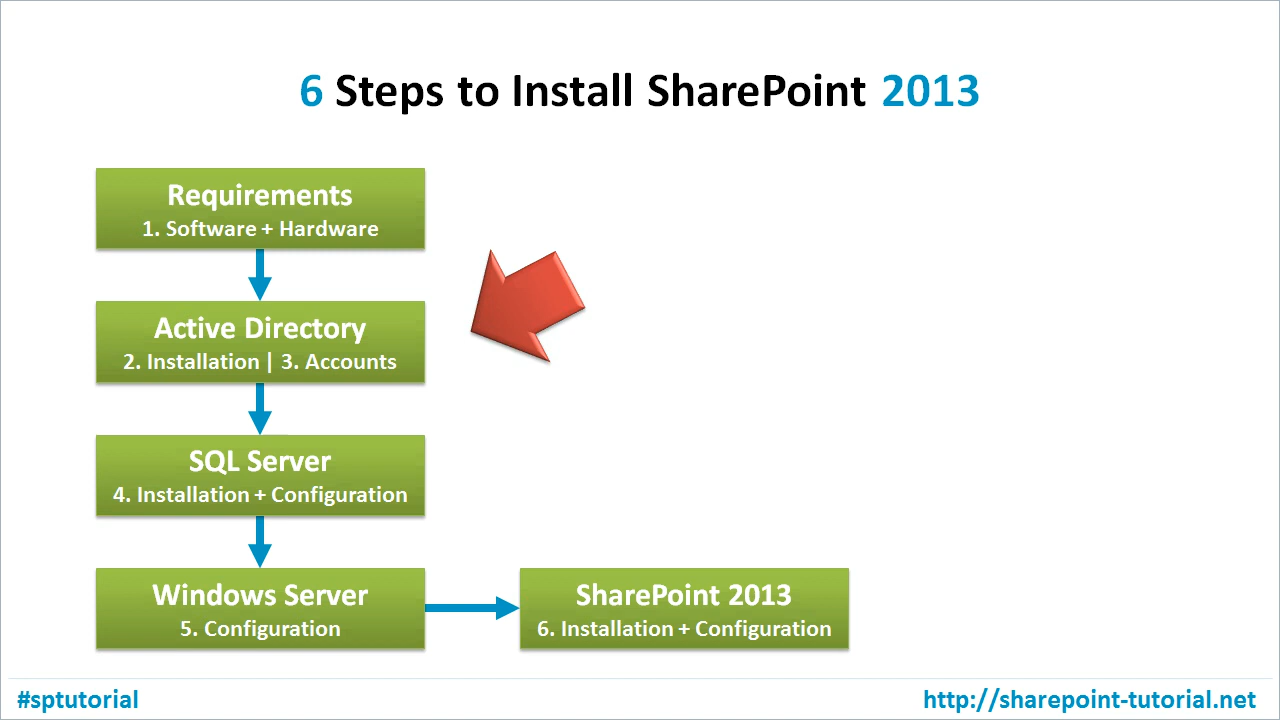 6 Steps to Install SharePoint 2013
Requirements
1. Software + Hardware
Active Directory
2. Installation | 3. Accounts
SQL Server
4. Installation + Configuration
Windows Server
5. Configuration
SharePoint 2013
6. Installation + Configuration
#sptutorial
http://sharepoint-tutorial.net